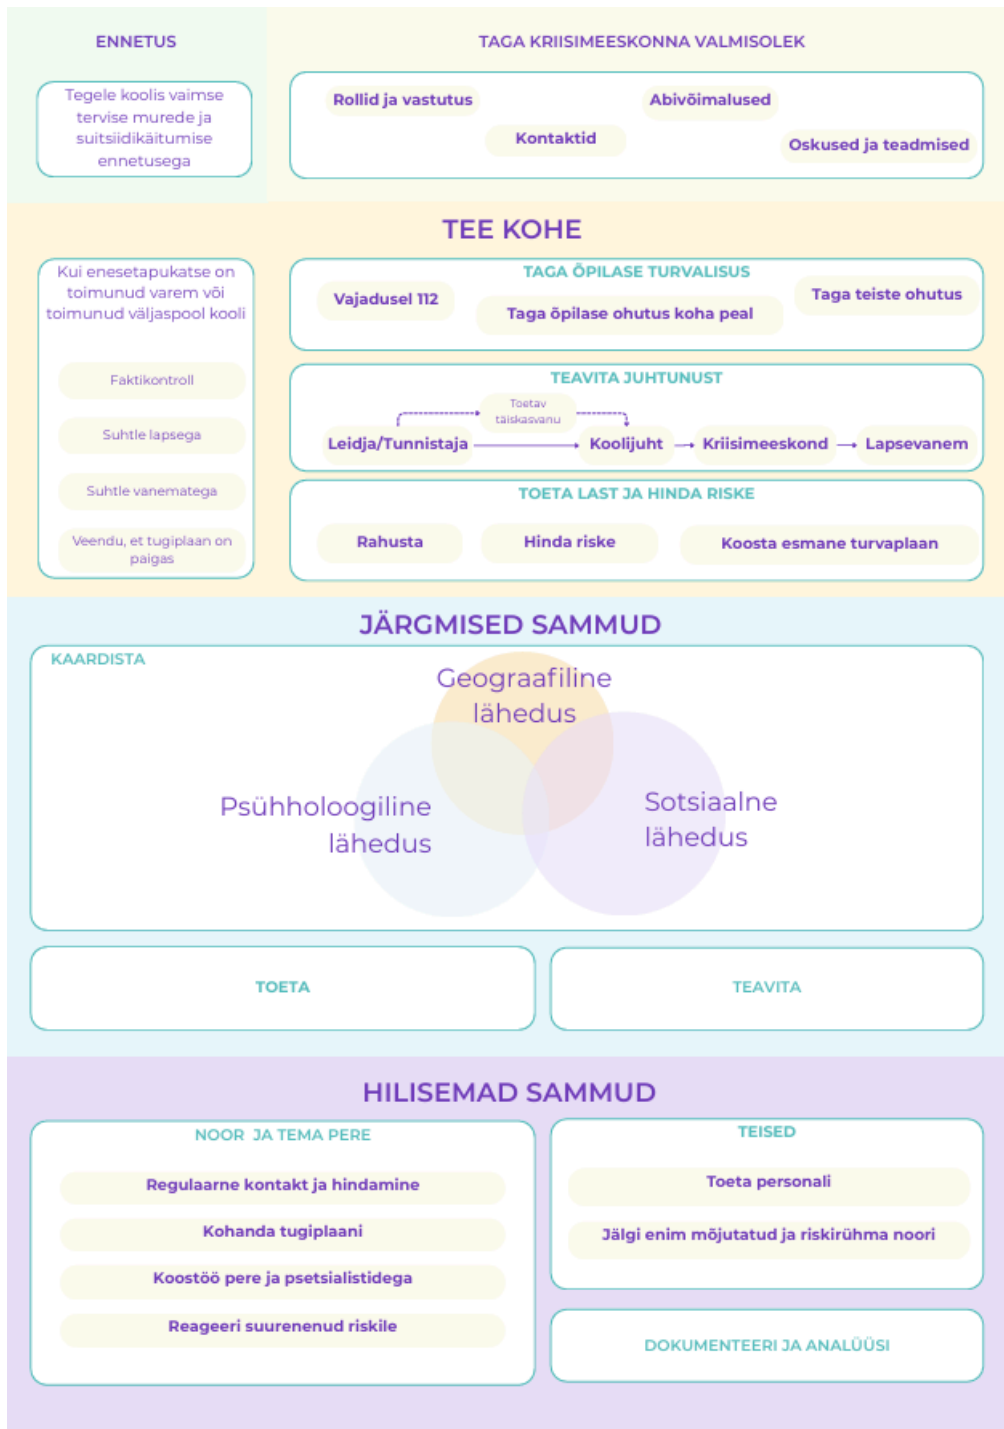 ENNETUS
Tegele koolis vaimse
tervise murede ja
suitsiidikäitumise
ennetusega
TAGA KRIISIMEESKONNA VALMISOLEK
Rollid ja vastutus
Kontaktid
Abivõimalused
Oskused ja teadmised
TEE KOHE
Kui enesetapukatse on
toimunud varem või
toimunud väljaspool kooli
Faktikontroll
Suhtle lapsega
Suhtle vanematega
Veendu, et tugiplaan on
paigas
TAGA ÕPILASE TURVALISUS
Vajadusel 112
Taga õpilase ohutus koha peal
Taga teiste ohutus
TEAVITA JUHTUNUST
Toetav
täiskasvanu
Leidja/Tunnistaja
Koolijuht
Kriisimeeskond
Lapsevanem
TOETA LAST JA HINDA RISKE
Rahusta
Hinda riske
Koosta esmane turvaplaan
JÄRGMISED SAMMUD
KAARDISTA
Geograafiline
lähedus
Psühholoogiline
lähedus
Sotsiaalne
lähedus
TOETA
TEAVITA
HILISEMAD SAMMUD
NOOR JA TEMA PERE
Regulaarne kontakt ja hindamine
Kohanda tugiplaani
Koostöö pere ja psetsialistidega
Reageeri suurenenud riskile
TEISED
Toeta personali
Jälgi enim mõjutatud ja riskirühma noori
DOKUMENTEERI JA ANALÜÜSI